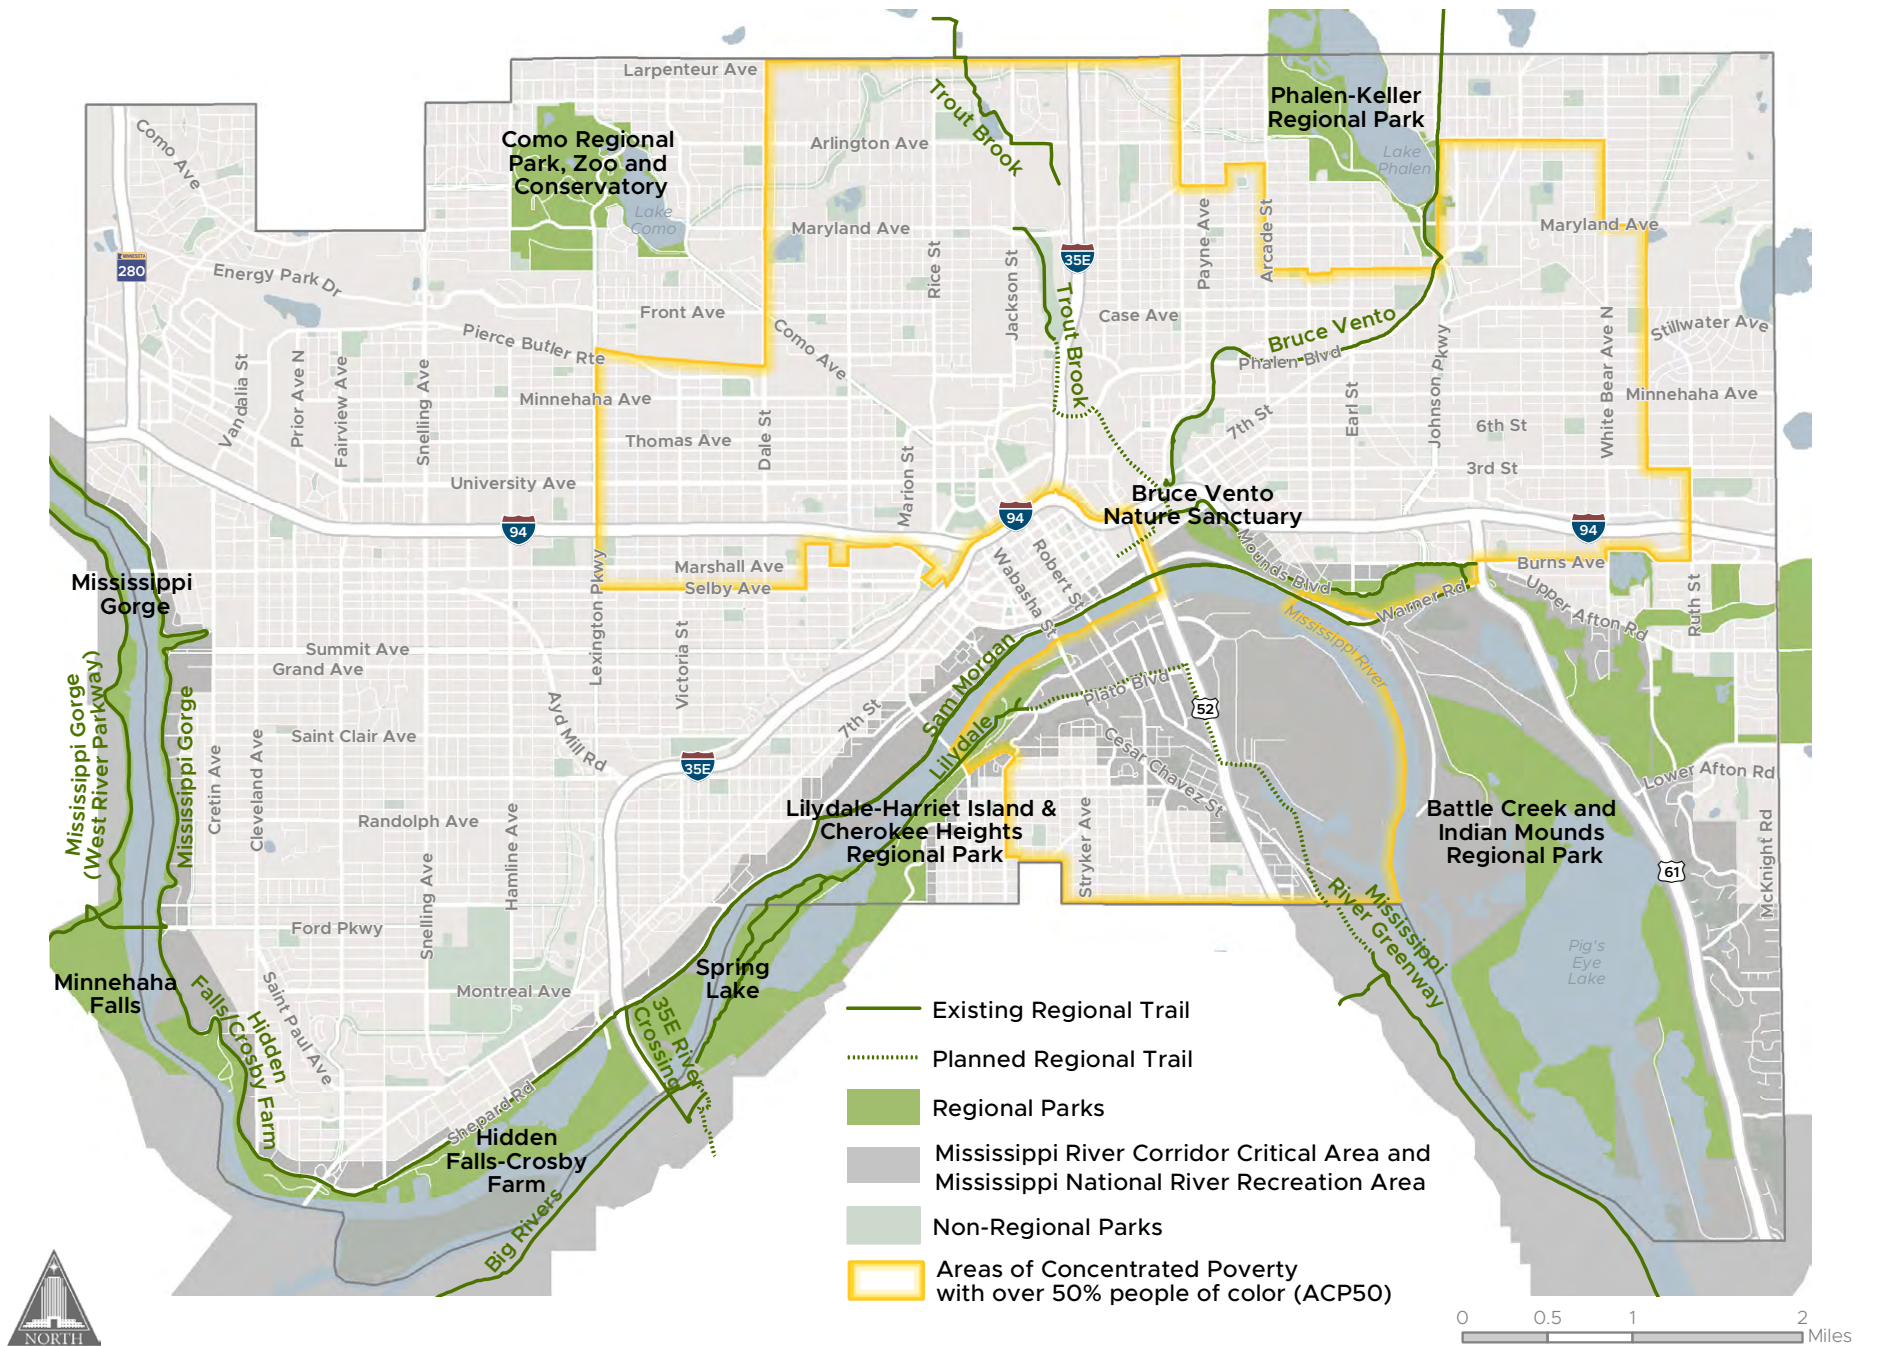 Larpenteur Ave
Trout Brook
Phalen-Keller
Regional Park
Como Ave
Como Regional
Park, Zoo and
Conservatory
Arlington Ave
Lake
Phalen
Lake
Como
Maryland Ave
Maryland Ave
Payne Ave
Arcade St
Rice St
Jackson St
MINNESOTA
280
35E
Energy Park Dr
Front Ave
Trout Brook
Case Ave
Bruce Vento
Phalen Blvd
Stillwater Ave
Pierce Butler Rte
Como Ave
Vandalia St
Prior Ave N
Fairview Ave
Snelling Ave
Minnehaha Ave
Minnehaha Ave
Earl St
Johnson Pkwy
White Bear Ave N
Thomas Ave
Dale St
7th St
6th St
3rd St
University Ave
Marion St
Bruce Vento
Nature Sanctuary
94
94
94
Mounds Blvd
Robert St
Wabasha St
Marshall Ave
Selby Ave
Lexington Pkwy
Burns Ave
Upper Afton Rd
Ruth St
Warner Rd
Mississippi River
Mississippi
Gorge
Summit Ave
Grand Ave
Victoria St
Sam Morgan
Lilydale
Plato Blvd
52
Mississippi Gorge
(West River Parkway)
Mississippi Gorge
Ayd Mill Rd
7th St
Cesar Chavez St
Saint Clair Ave
Cretin Ave
Cleveland Ave
35E
Lower Afton Rd
Lilydale-Harriet Island &
Cherokee Heights
Regional Park
Stryker Ave
Battle Creek and
Indian Mounds
Regional Park
Randolph Ave
Hamline Ave
Snelling Ave
61
McKnight Rd
Ford Pkwy
Mississippi
River Greenway
Pig's
Eye
Lake
Minnehaha
Falls
Hidden
Falls/Crosby Farm
Saint Paul Ave
Montreal Ave
Spring
Lake
35E River
Crossing
Shepard Rd
Hidden
Falls-Crosby
Farm
Big Rivers
Existing Regional Trail
Planned Regional Trail
Regional Parks
Mississippi River Corridor Critical Area and
Mississippi National River Recreation Area
Non-Regional Parks
Areas of Concentrated Poverty
with over 50% people of color (ACP50)
NORTH
0 0.5 1 2
Miles